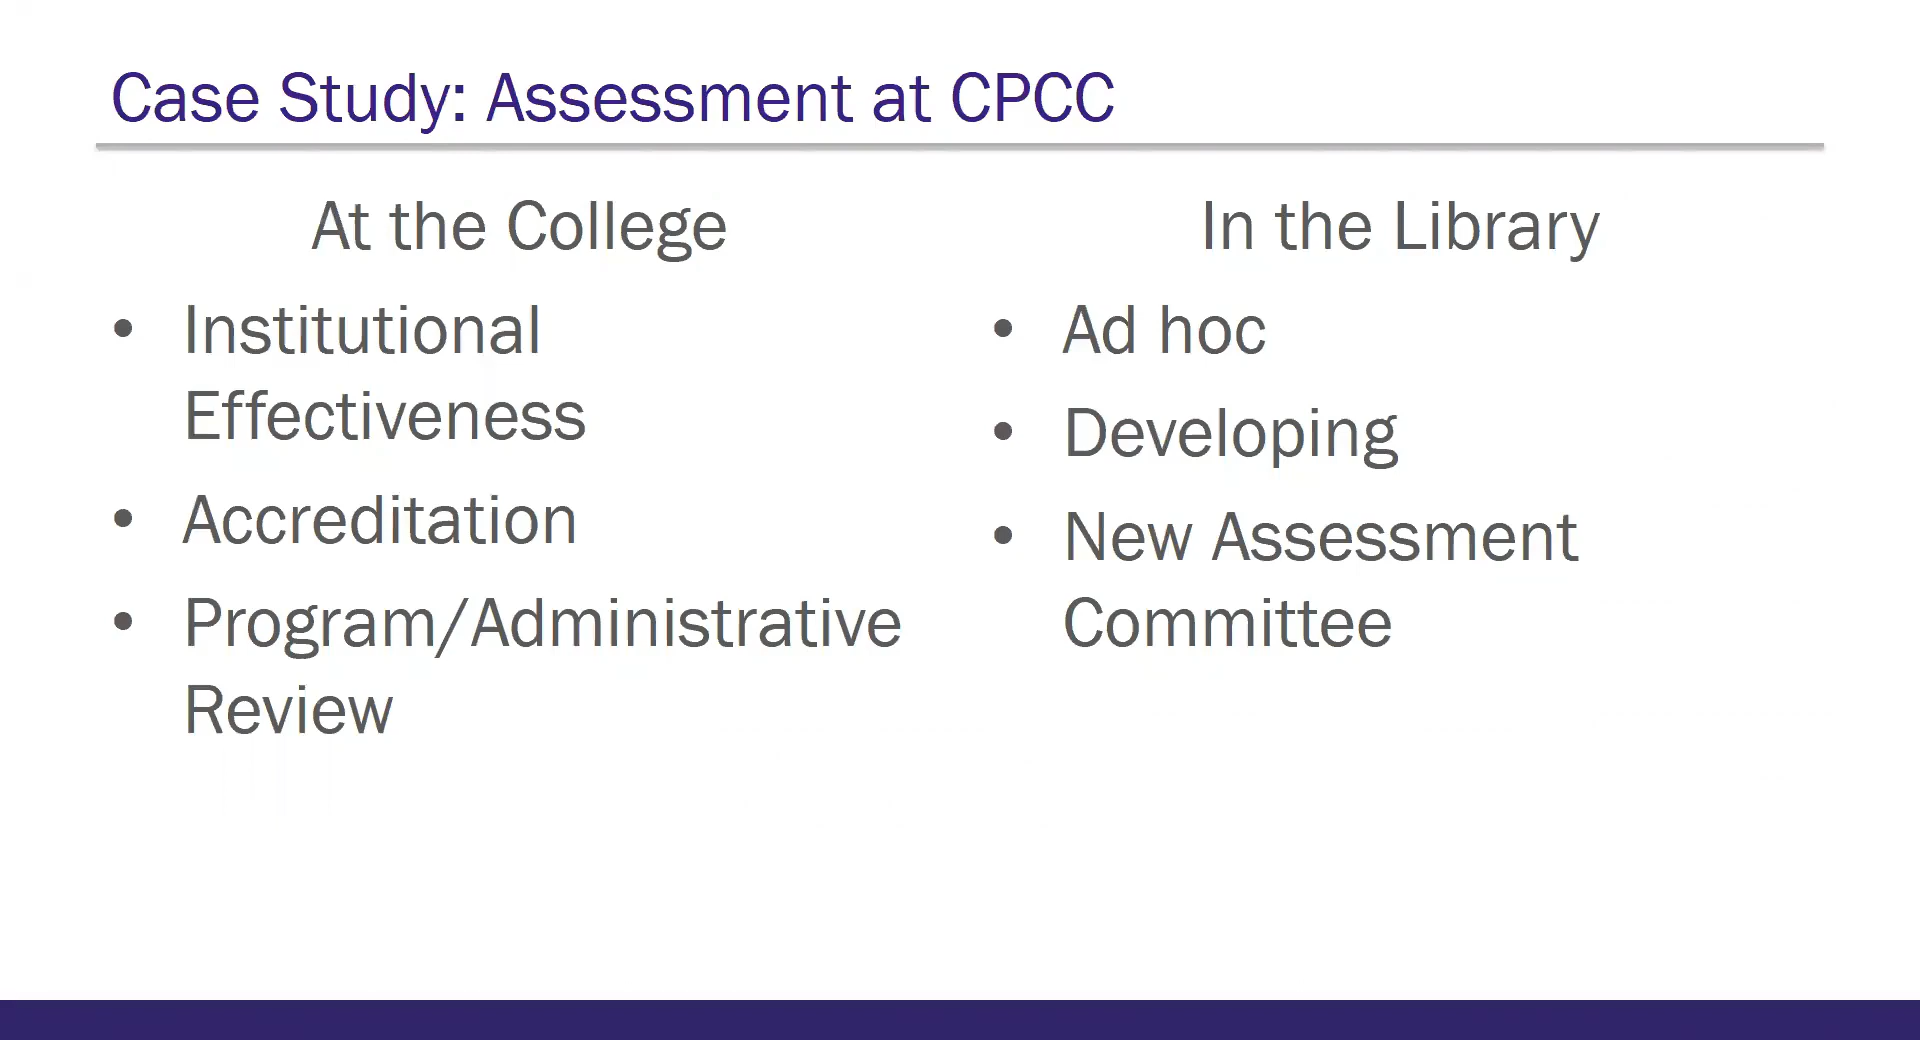 Case Study: Assessment at CPCC
At the College
• Institutional
Effectiveness
• Accreditation
• Program/Administrative
Review
In the Library
• Ad hoc
• Developing
• New Assessment
Committee